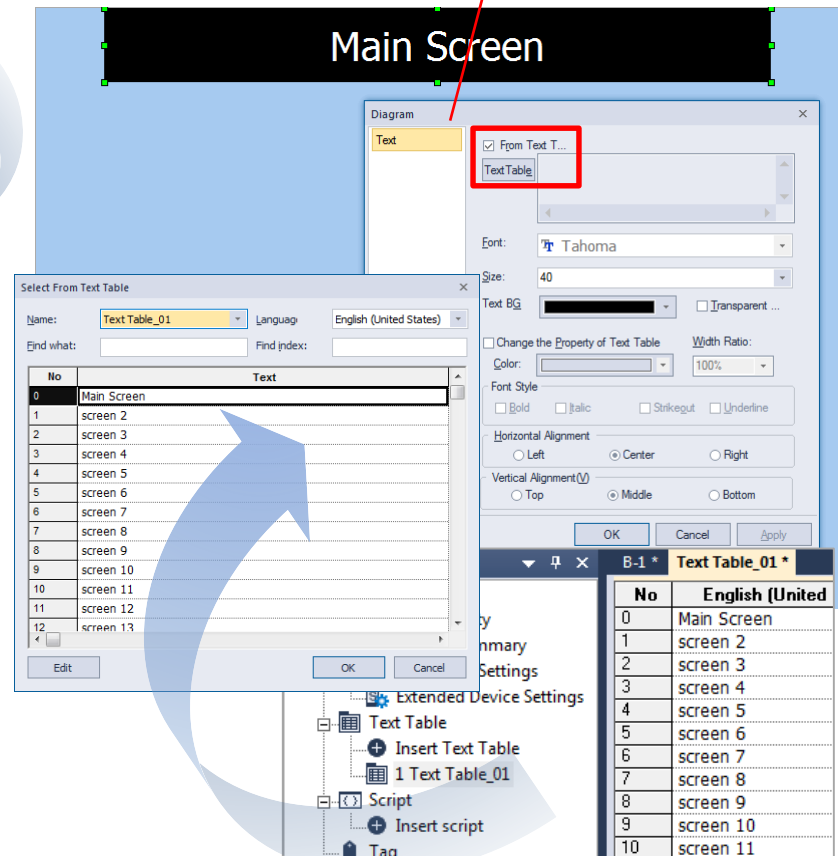 Main Screen
Diagram
Text
From Text T...
TextTable
Font:
Tahoma
Size:
40
Text BG
Transparent ...
Change the Property of Text Table
Width Ratio:
Color:
100%
Font Style
Bold
Italic
Strikeout
Underline
Horizontal Alignment
Left
Center
Right
Vertical Alignment(V)
Top
Middle
Bottom
OK
Cancel
Apply
Select From Text Table
Name:
Text Table_01
Languag
English (United States)
Find what:
Find index:
No Text
0 Main Screen
1 screen 2
2 screen 3
3 screen 4
4 screen 5
5 screen 6
6 screen 7
7 screen 8
8 screen 9
9 screen 10
10 screen 11
11 screen 12
12 screen 13
Edit
OK
Cancel
ty
mmary
Settings
Extended Device Settings
Text Table
Insert Text Table
1 Text Table_01
Script
Insert script
Tag
B-1 * Text Table_01 *
No English (United
0 Main Screen
1 screen 2
2 screen 3
3 screen 4
4 screen 5
5 screen 6
6 screen 7
7 screen 8
8 screen 9
9 screen 10
10 screen 11